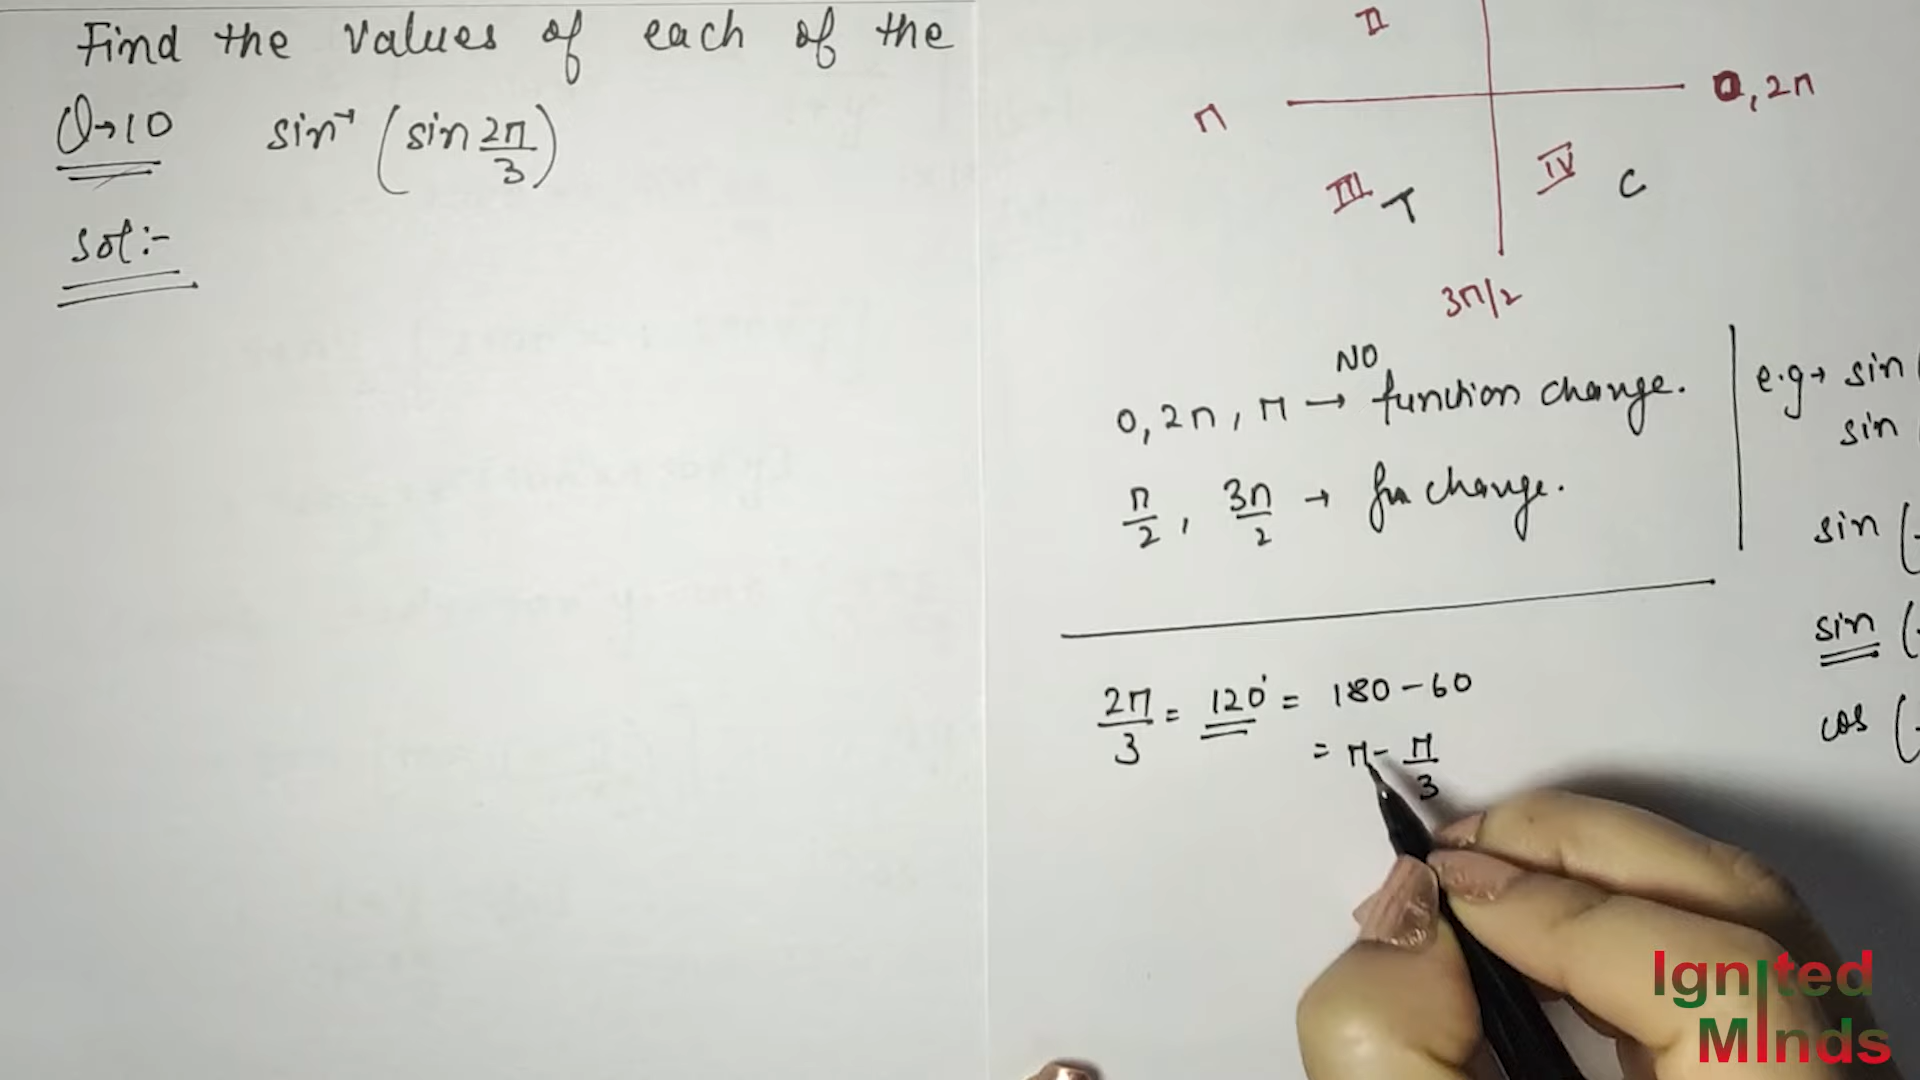 Find the values of each of the
Q→10 sin⁻¹ (sin 2π/3)
Sol:-
II
π
0, 2π
III T
IV C
3π/2
NO
0, 2π, π → function change.
π/2, 3π/2 → fun change.
e.g→ sin
sin
sin (
sin (
cos (
2π/3 = 120° = 180-60
= π - π/3
Ignited
Minds